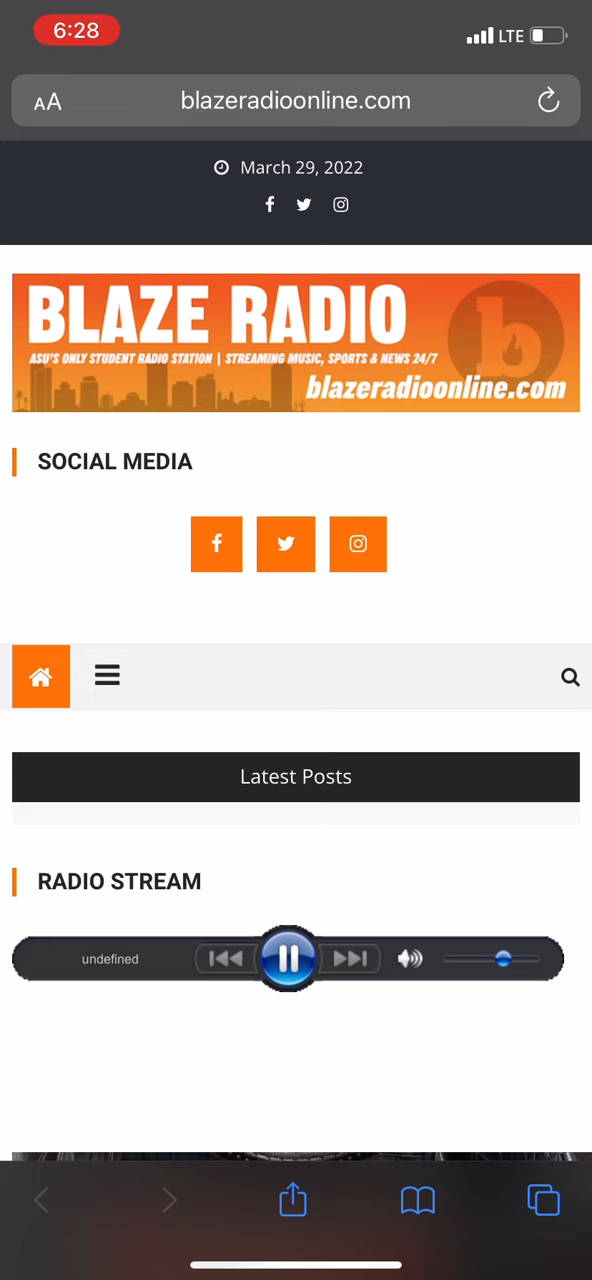 6:28
LTE
AA
blazeradioonline.com
March 29, 2022
BLAZE RADIO
ASU'S ONLY STUDENT RADIO STATION | STREAMING MUSIC, SPORTS & NEWS 24/7
b
blazeradioonline.com
SOCIAL MEDIA
Latest Posts
RADIO STREAM
undefined